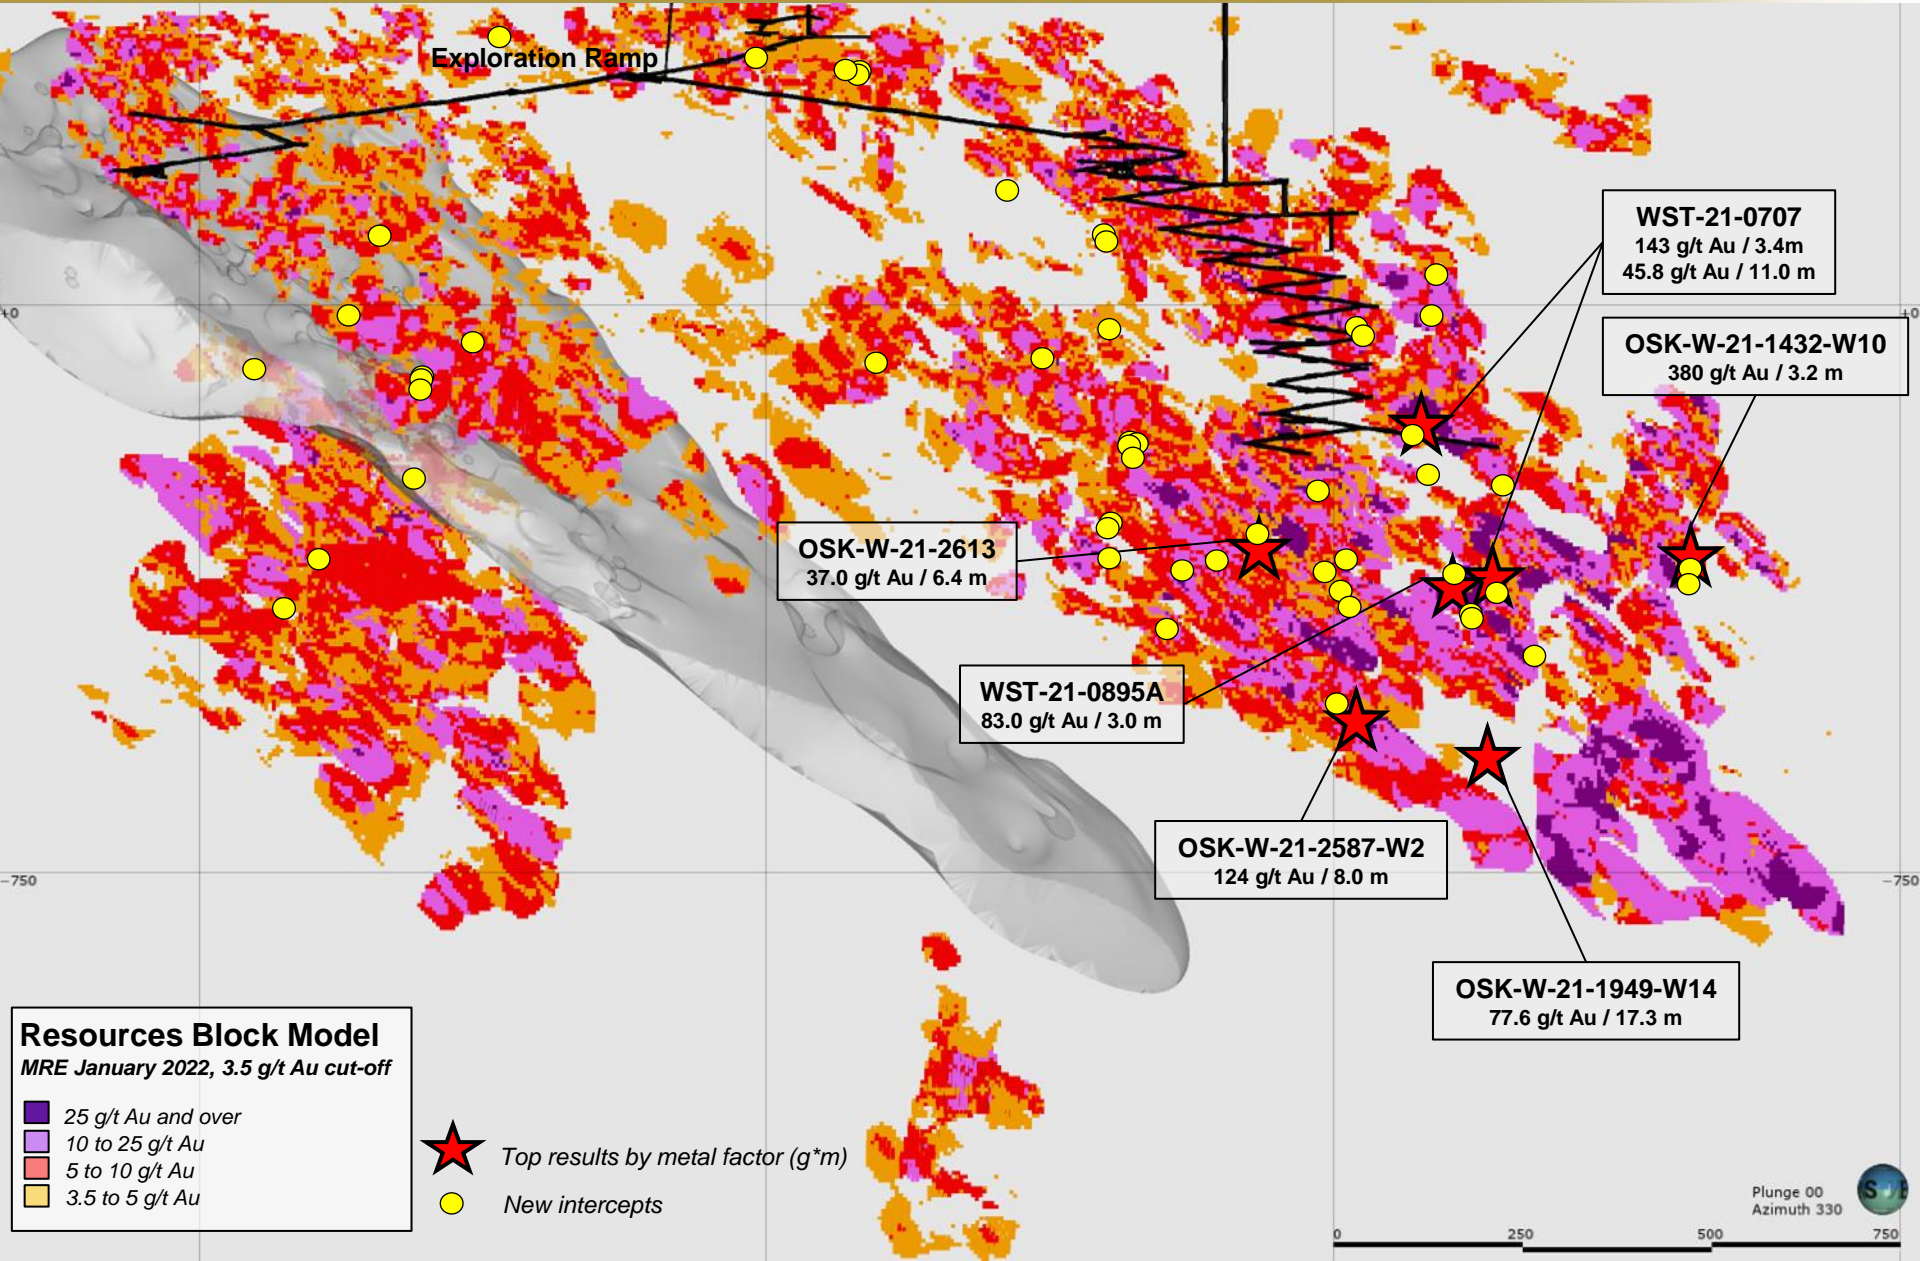 Exploration Ramp
WST-21-0707
143 g/t Au / 3.4m
45.8 g/t Au / 11.0 m
+0
+0
OSK-W-21-1432-W10
380 g/t Au / 3.2 m
OSK-W-21-2613
37.0 g/t Au / 6.4 m
WST-21-0895A
83.0 g/t Au / 3.0 m
OSK-W-21-2587-W2
124 g/t Au / 8.0 m
-750
-750
OSK-W-21-1949-W14
77.6 g/t Au / 17.3 m
Resources Block Model
MRE January 2022, 3.5 g/t Au cut-off
25 g/t Au and over
10 to 25 g/t Au
5 to 10 g/t Au
3.5 to 5 g/t Au
Top results by metal factor (g*m)
New intercepts
Plunge 00
Azimuth 330
0 250 500 750